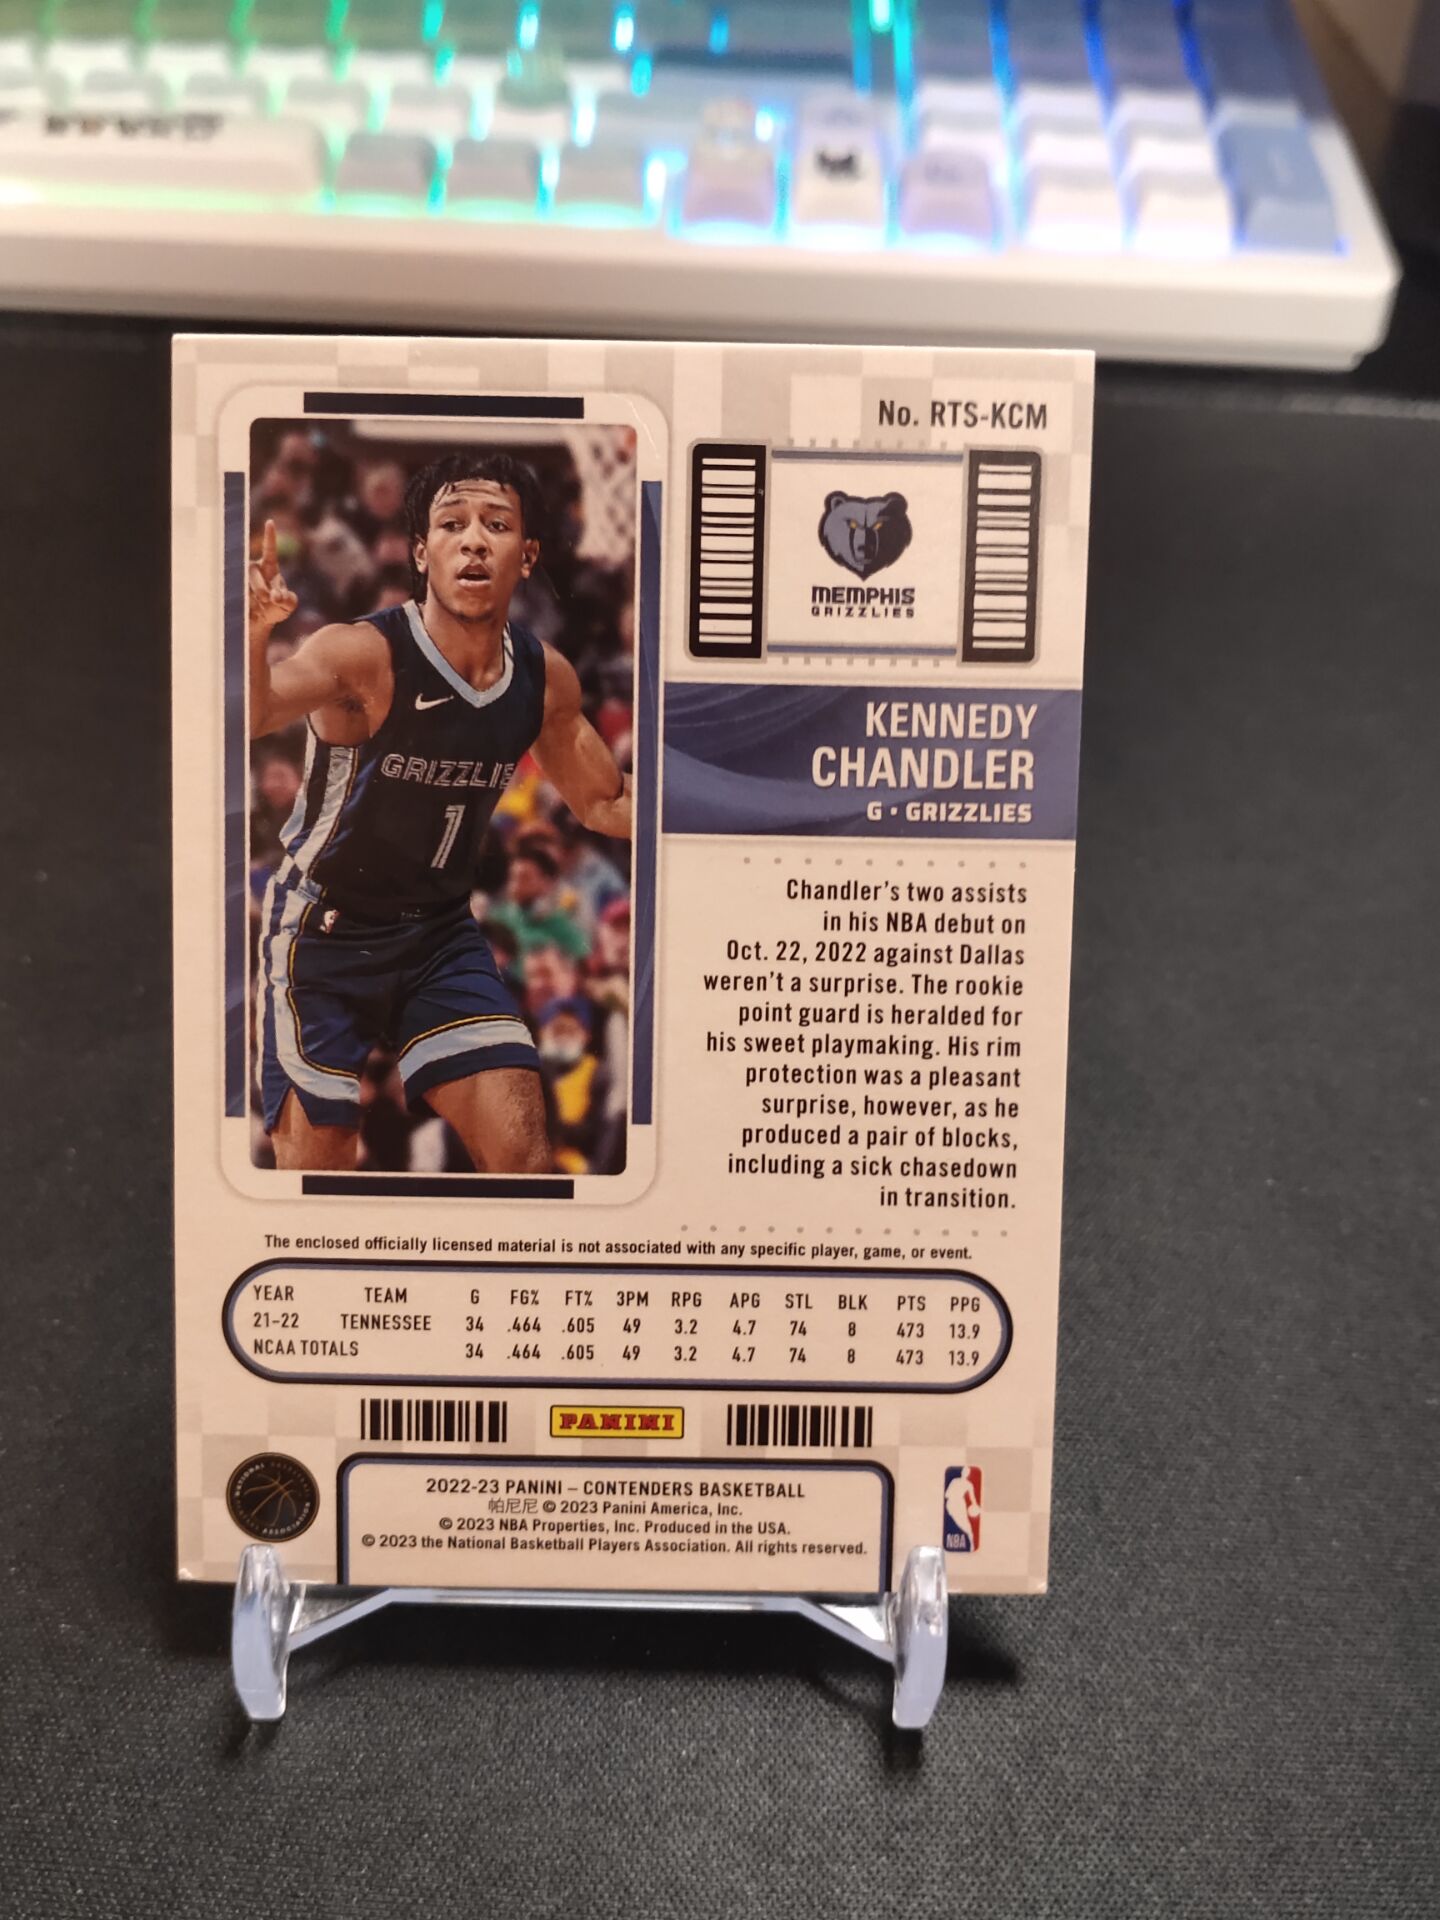 No. RTS-KCM
MEMPHIS
GRIZZLIES
KENNEDY
CHANDLER
G • GRIZZLIES
GRIZZLIE
1
Chandler's two assists
in his NBA debut on
Oct. 22, 2022 against Dallas
weren't a surprise. The rookie
point guard is heralded for
his sweet playmaking. His rim
protection was a pleasant
surprise, however, as he
produced a pair of blocks,
including a sick chasedown
in transition.
The enclosed officially licensed material is not associated with any specific player, game, or event.
YEAR TEAM G FG% FT% 3PM RPG APG STL BLK PTS PPG
21-22 TENNESSEE 34 .464 .605 49 3.2 4.7 74 8 473 13.9
NCAA TOTALS 34 .464 .605 49 3.2 4.7 74 8 473 13.9
PANINI
2022-23 PANINI – CONTENDERS BASKETBALL
帕尼尼 © 2023 Panini America, Inc.
© 2023 NBA Properties, Inc. Produced in the USA.
© 2023 the National Basketball Players Association. All rights reserved.
NATIONAL BASKETBALL PLAYERS ASSOCIATION
NBA